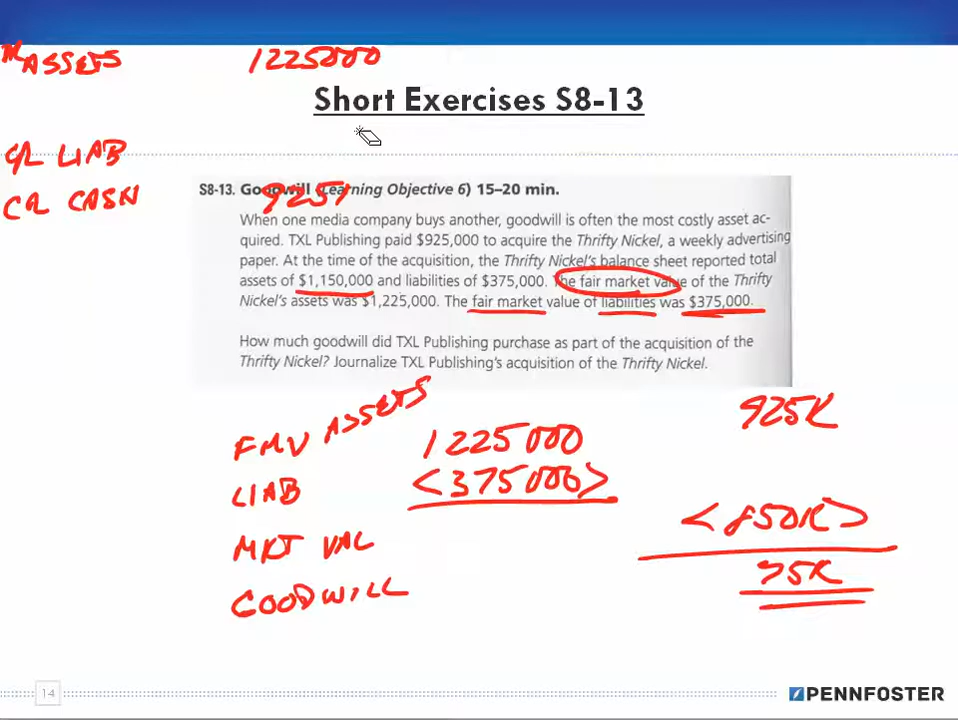 DR ASSETS 1225000
Short Exercises S8-13
CR LIAB
CR CASH 925K
S8-13. Goodwill (Learning Objective 6) 15–20 min.
When one media company buys another, goodwill is often the most costly asset ac-
quired. TXL Publishing paid $925,000 to acquire the Thrifty Nickel, a weekly advertising
paper. At the time of the acquisition, the Thrifty Nickel's balance sheet reported total
assets of $1,150,000 and liabilities of $375,000. The fair market value of the Thrifty
Nickel's assets was $1,225,000. The fair market value of liabilities was $375,000.
How much goodwill did TXL Publishing purchase as part of the acquisition of the
Thrifty Nickel? Journalize TXL Publishing's acquisition of the Thrifty Nickel.
925K
FMV ASSETS 1225000
LIAB <375000>
MKT VAL <850K>
GOODWILL 75K
14
PENNFOSTER